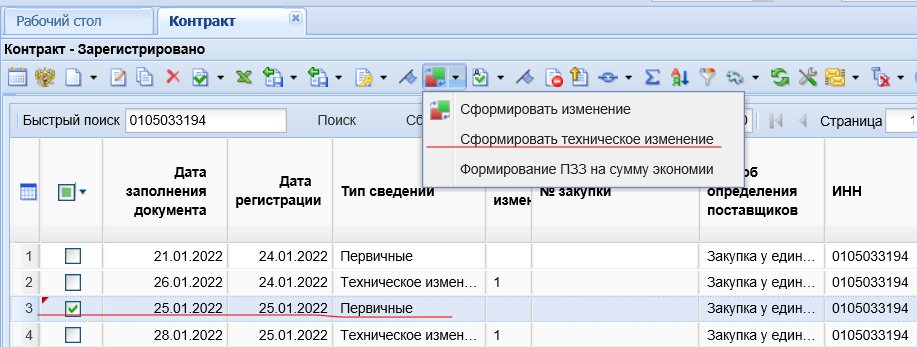 Рабочий стол
Контракт
Контракт - Зарегистрировано
Сформировать изменение
Сформировать техническое изменение
Формирование ПЗЗ на сумму экономии
Быстрый поиск 0105033194 Поиск Сб 0 Страница 1
Дата заполнения документа
Дата регистрации
Тип сведений
измен
№ закупки
об определения поставщиков
ИНН
1 21.01.2022 24.01.2022 Первичные Закупка у един... 0105033194
2 26.01.2022 24.01.2022 Техническое измен... 1 Закупка у един... 0105033194
3 25.01.2022 25.01.2022 Первичные Закупка у един... 0105033194
4 28.01.2022 25.01.2022 Техническое измен... 1 Закупка у един... 0105033194